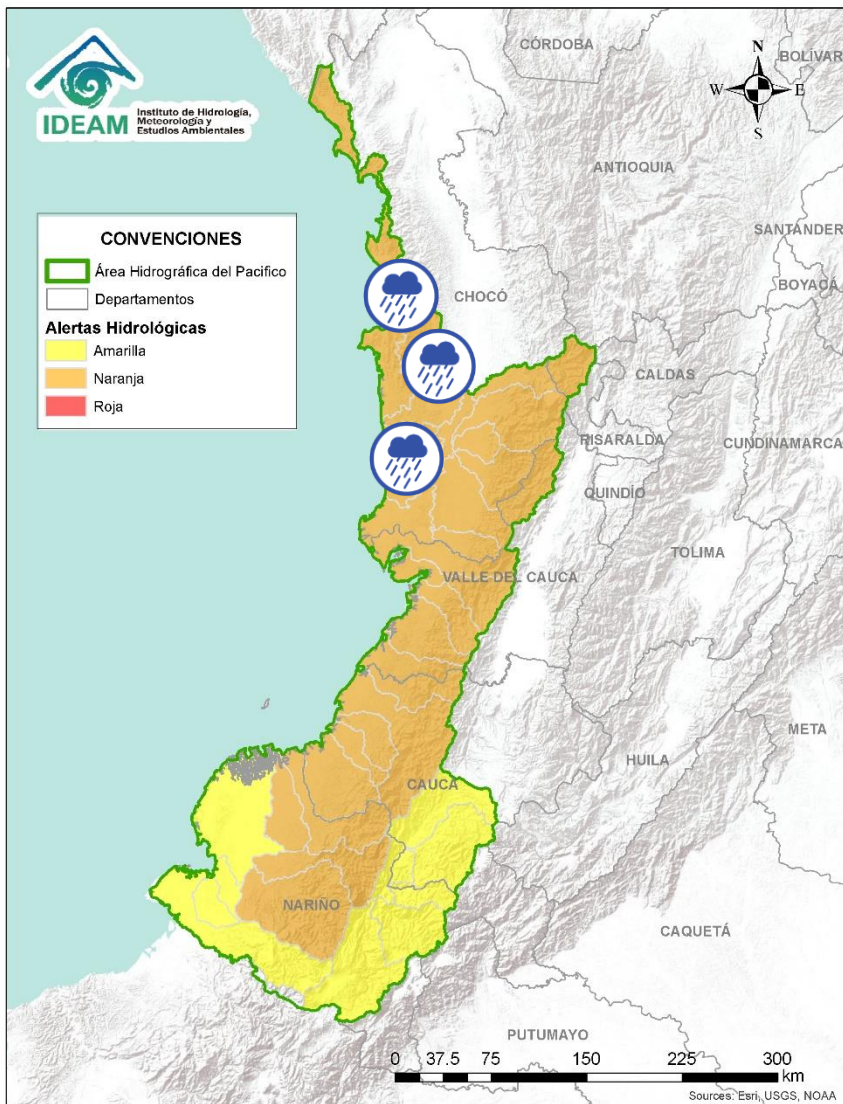 IDEAM
Instituto de Hidrología,
Meteorología y
Estudios Ambientales
N
W
E
S
CONVENCIONES
Área Hidrográfica del Pacifico
Departamentos
Alertas Hidrológicas
Amarilla
Naranja
Roja
CÓRDOBA
BOLÍVAR
ANTIOQUIA
SANTANDER
BOYACÁ
CHOCÓ
CALDAS
RISARALDA
CUNDINAMARCA
QUINDÍO
TOLIMA
VALLE DEL CAUCA
META
HUILA
CAUCA
NARIÑO
CAQUETÁ
PUTUMAYO
0 37.5 75 150 225 300
km
Sources: Esri, USGS, NOAA